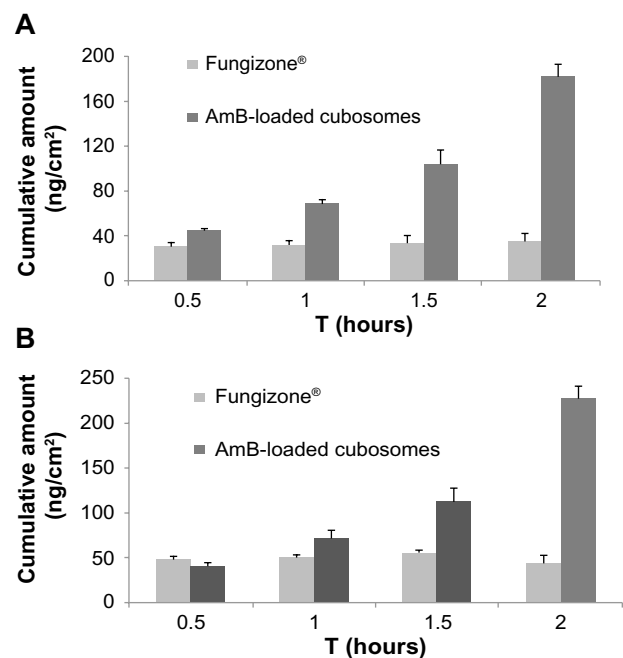 A
Cumulative amount
(ng/cm²)
200
160
120
80
40
0
Fungizone®
AmB-loaded cubosomes
0.5 1 1.5 2
T (hours)
B
Cumulative amount
(ng/cm²)
250
200
150
100
50
0
Fungizone®
AmB-loaded cubosomes
0.5 1 1.5 2
T (hours)